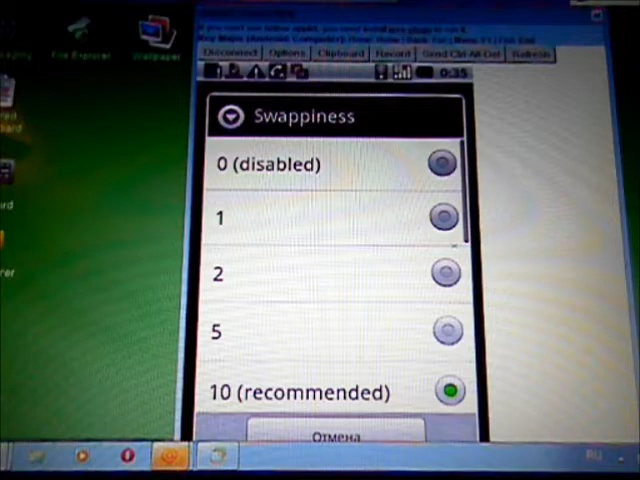 File Explorer
Wallpaper
Disconnect Options Clipboard Record Send Ctrl-Alt-Del Refresh
0:35
Swappiness
0 (disabled)
1
2
5
10 (recommended)
Отмена
RU